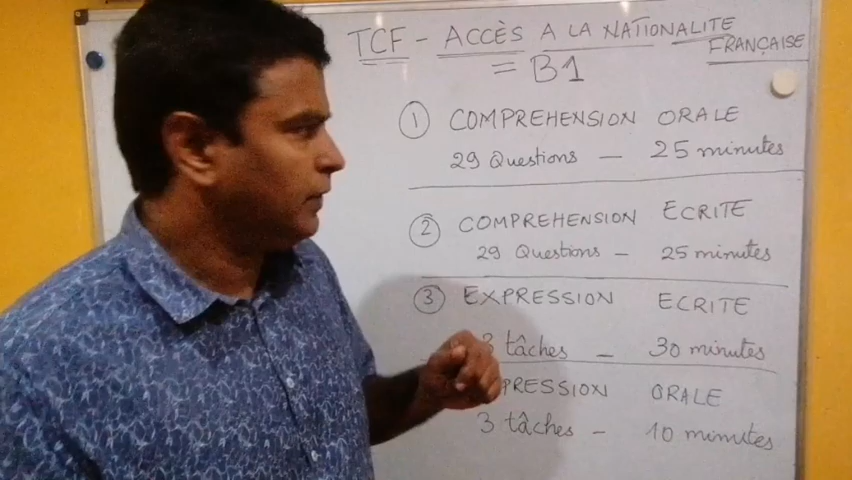 TCF - ACCÈS A LA NATIONALITE
FRANÇAISE
= B1
1 COMPREHENSION ORALE
29 Questions - 25 minutes
2 COMPREHENSION ECRITE
29 Questions - 25 minutes
3 EXPRESSION ECRITE
3 tâches - 30 minutes
PRESSION ORALE
3 tâches - 10 minutes